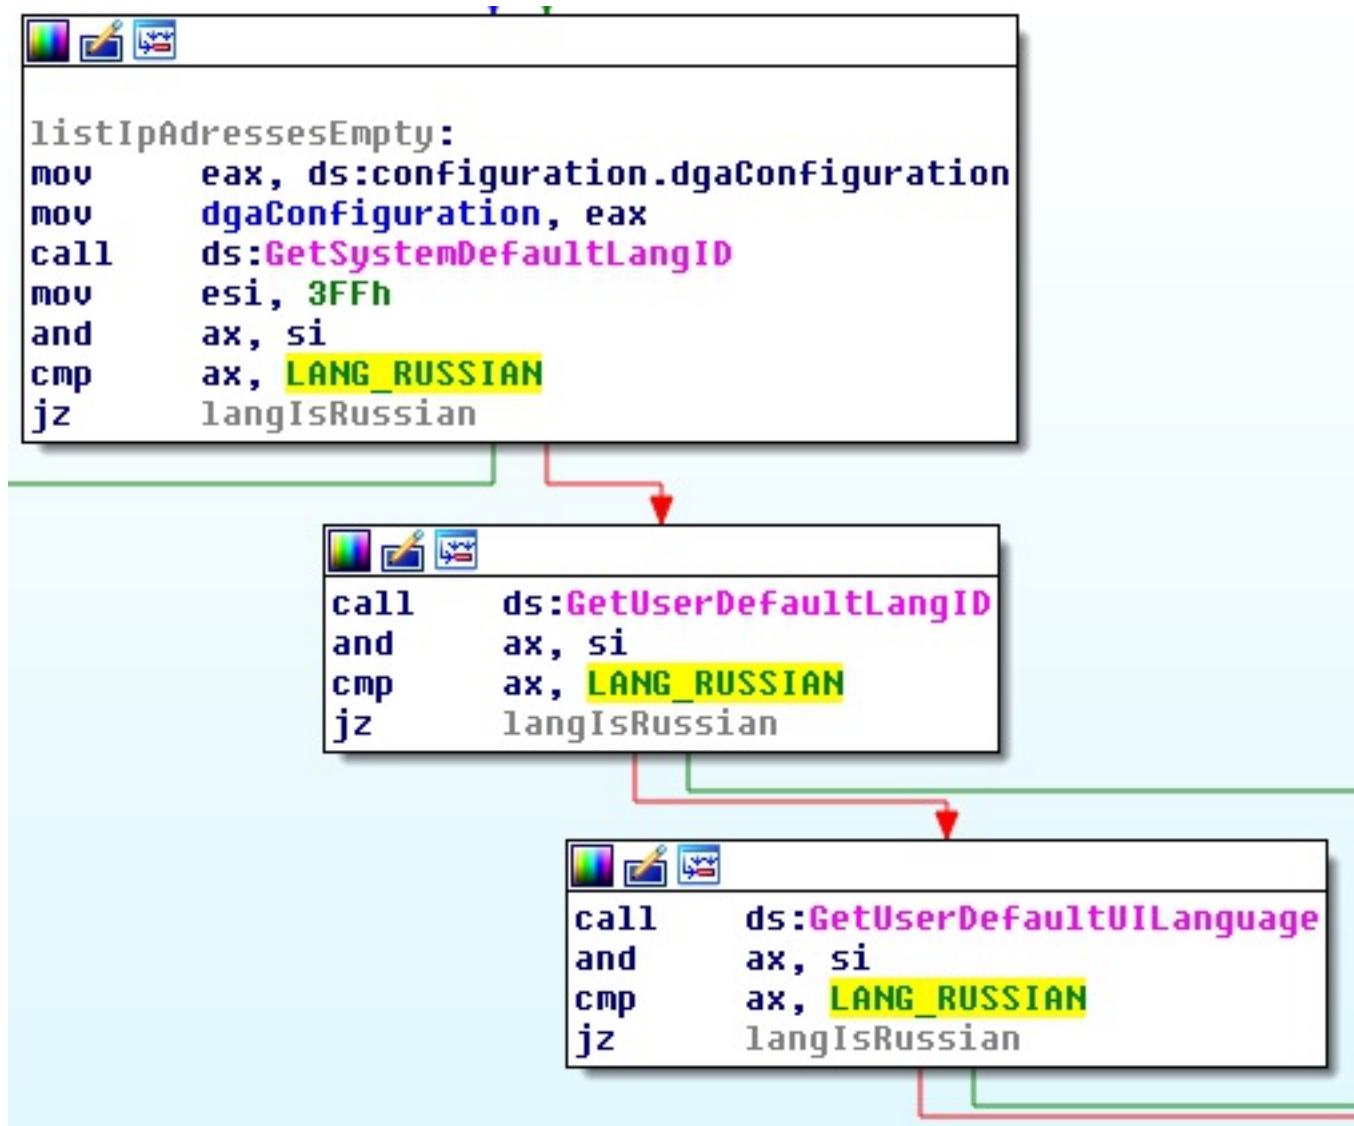 listIpAdressesEmpty:
mov eax, ds:configuration.dgaConfiguration
mov dgaConfiguration, eax
call ds:GetSystemDefaultLangID
mov esi, 3FFh
and ax, si
cmp ax, LANG_RUSSIAN
jz langIsRussian
call ds:GetUserDefaultLangID
and ax, si
cmp ax, LANG_RUSSIAN
jz langIsRussian
call ds:GetUserDefaultUILanguage
and ax, si
cmp ax, LANG_RUSSIAN
jz langIsRussian